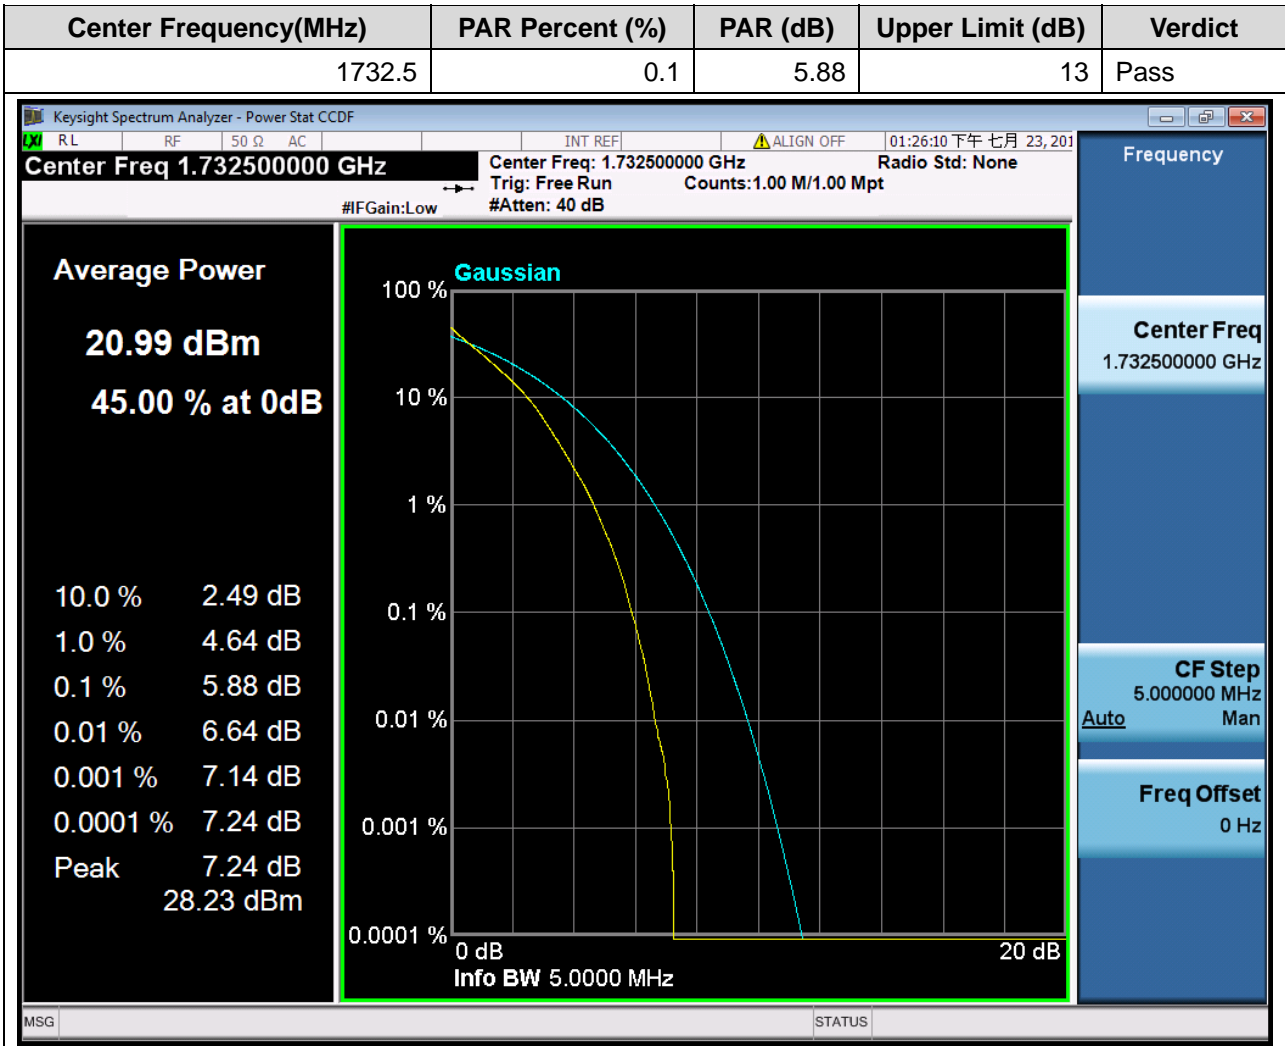 Center Frequency(MHz) PAR Percent (%) PAR (dB) Upper Limit (dB) Verdict
1732.5 0.1 5.88 13 Pass
Keysight Spectrum Analyzer - Power Stat CCDF
LXI RL RF 50 Ω AC INT REF ALIGN OFF 01:26:10 下午 七月 23, 201
Center Freq 1.732500000 GHz
Center Freq: 1.732500000 GHz Radio Std: None
Trig: Free Run Counts:1.00 M/1.00 Mpt
#IFGain:Low #Atten: 40 dB
Frequency
Average Power
20.99 dBm
45.00 % at 0dB
10.0 % 2.49 dB
1.0 % 4.64 dB
0.1 % 5.88 dB
0.01 % 6.64 dB
0.001 % 7.14 dB
0.0001 % 7.24 dB
Peak 7.24 dB
28.23 dBm
Gaussian
100 %
10 %
1 %
0.1 %
0.01 %
0.001 %
0.0001 %
0 dB 20 dB
Info BW 5.0000 MHz
Center Freq
1.732500000 GHz
CF Step
5.000000 MHz
Auto Man
Freq Offset
0 Hz
MSG STATUS